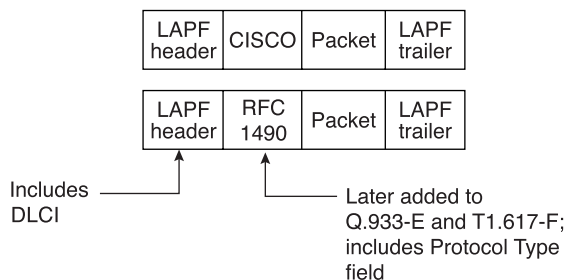 LAPF header
CISCO
Packet
LAPF trailer
LAPF header
RFC 1490
Packet
LAPF trailer
Includes
DLCI
Later added to
Q.933-E and T1.617-F;
includes Protocol Type
field